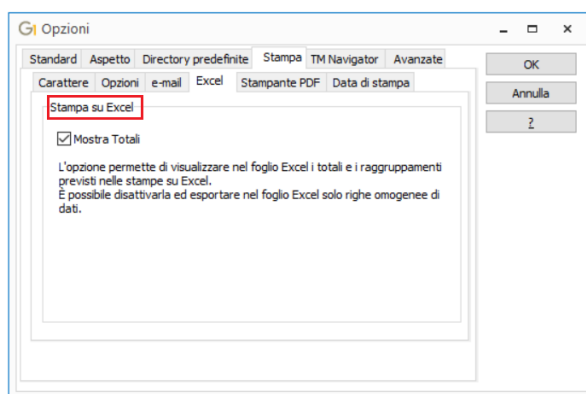 G1 Opzioni
Standard Aspetto Directory predefinite Stampa TM Navigator Avanzate
OK
Carattere Opzioni e-mail Excel Stampante PDF Data di stampa
Annulla
Stampa su Excel
?
Mostra Totali
L'opzione permette di visualizzare nel foglio Excel i totali e i raggruppamenti
previsti nelle stampe su Excel.
È possibile disattivarla ed esportare nel foglio Excel solo righe omogenee di
dati.